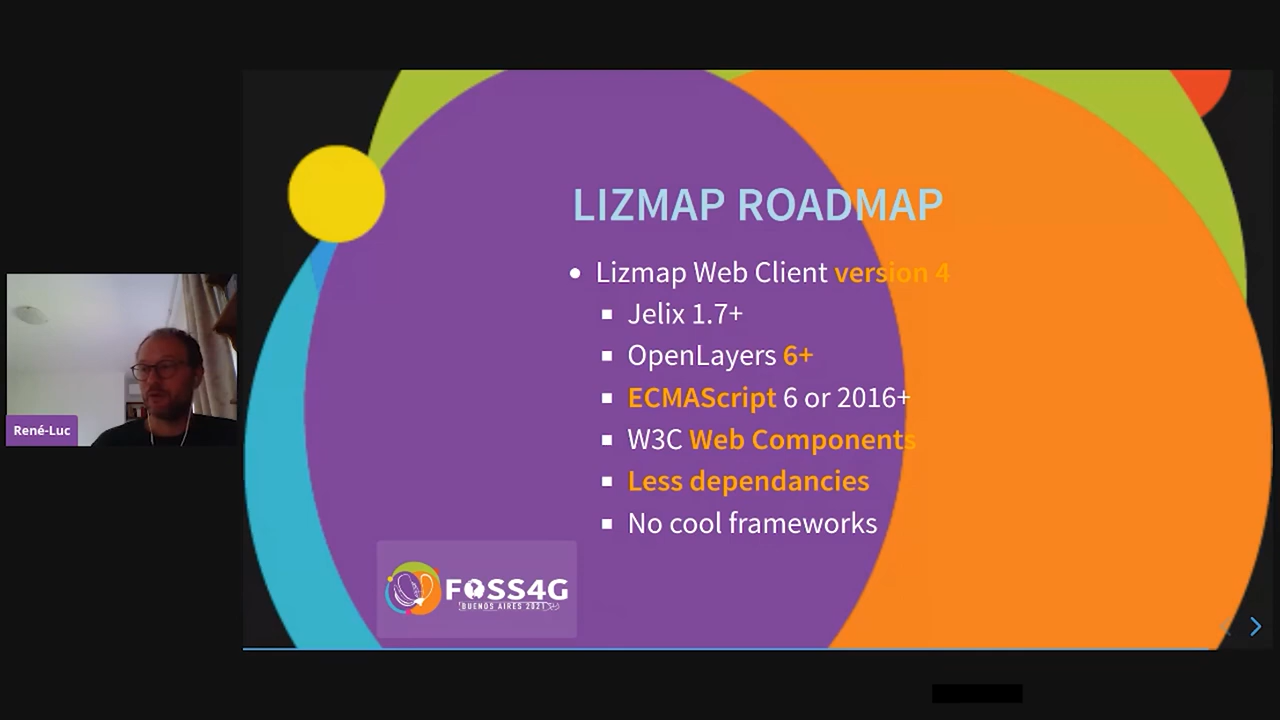 LIZMAP ROADMAP
Lizmap Web Client version 4
Jelix 1.7+
OpenLayers 6+
ECMAScript 6 or 2016+
W3C Web Components
Less dependancies
No cool frameworks
René-Luc
FOSS4G
BUENOS AIRES 2021